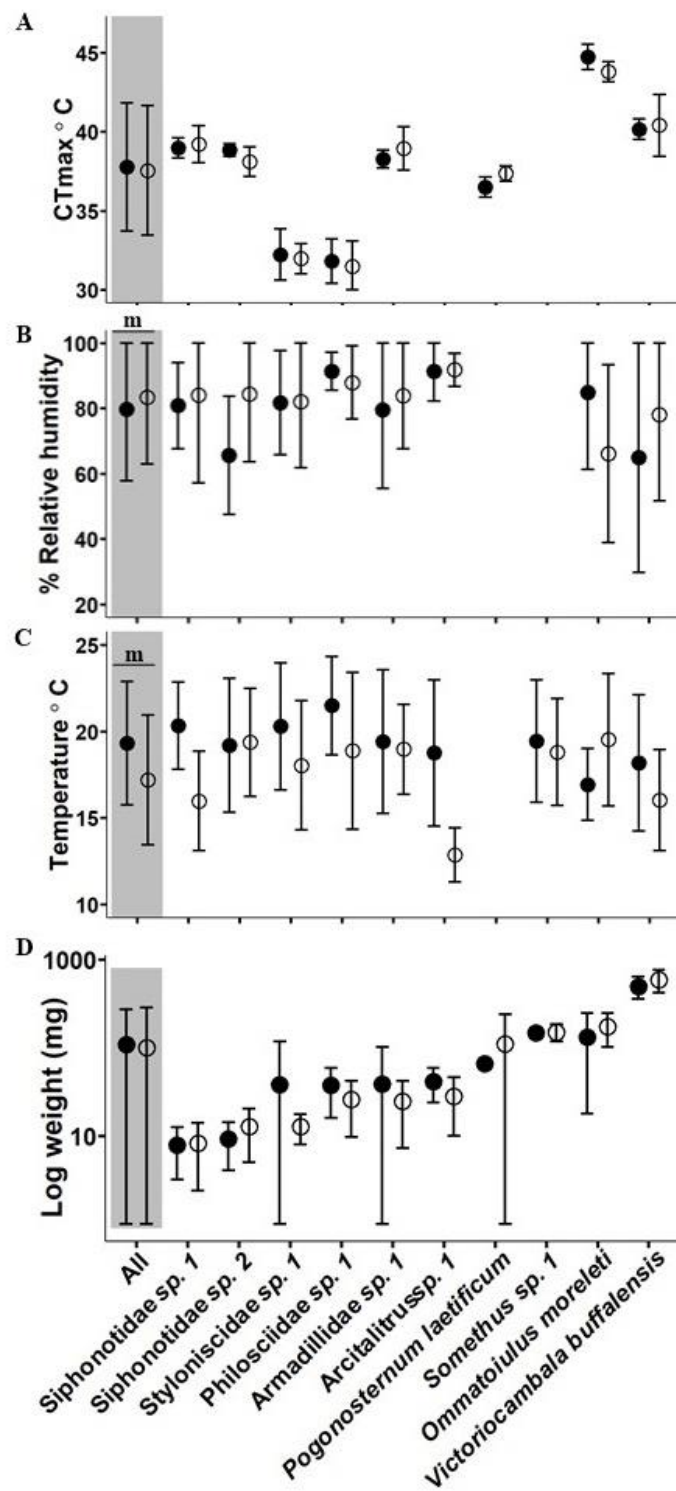 A
CTmax ° C
45
40
35
30
B
m
% Relative humidity
100
80
60
40
20
C
m
Temperature ° C
25
20
15
10
D
Log weight (mg)
1000
10
All
Siphonotidae sp. 1
Siphonotidae sp. 2
Styloniscidae sp. 1
Philosciidae sp. 1
Armadillidae sp. 1
Arcitalitrussp. 1
Pogonosternum laetificum
Somethus sp. 1
Ommatoiulus moreleti
Victoriocambala buffalensis